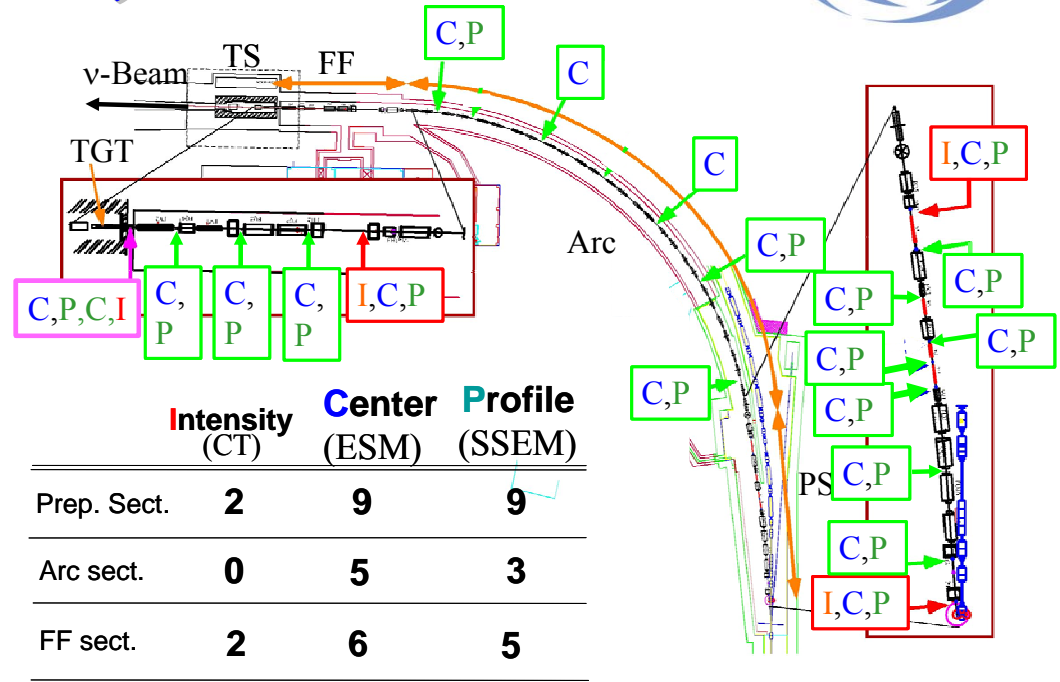 C,P
TS
FF
ν-Beam
C
TGT
I,C,P
C
Arc
C,P
C,P
C,P
C,P,C,I
C,
P
C,
P
C,
P
I,C,P
C,P
C,P
C,P
C,P
Intensity
(CT)
Center
(ESM)
Profile
(SSEM)
Prep. Sect. 2 9 9
PS
C,P
Arc sect. 0 5 3
C,P
I,C,P
FF sect. 2 6 5